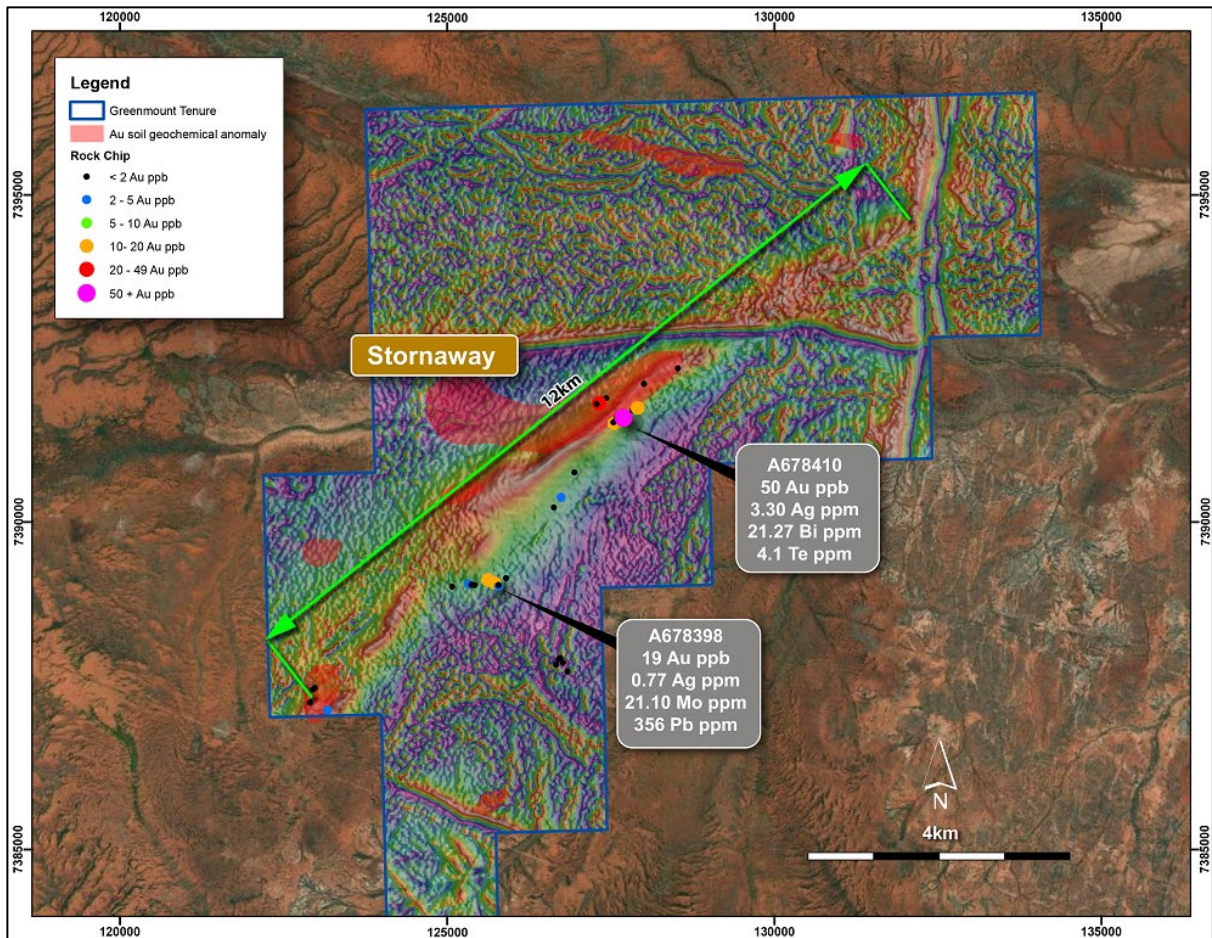 120000
125000
130000
135000
Legend
Greenmount Tenure
Au soil geochemical anomaly
Rock Chip
< 2 Au ppb
2 - 5 Au ppb
5 - 10 Au ppb
10- 20 Au ppb
20 - 49 Au ppb
50 + Au ppb
7395000
7395000
Stornaway
12km
A678410
50 Au ppb
3.30 Ag ppm
21.27 Bi ppm
4.1 Te ppm
7390000
7390000
A678398
19 Au ppb
0.77 Ag ppm
21.10 Mo ppm
356 Pb ppm
N
4km
7385000
7385000
120000
125000
130000
135000